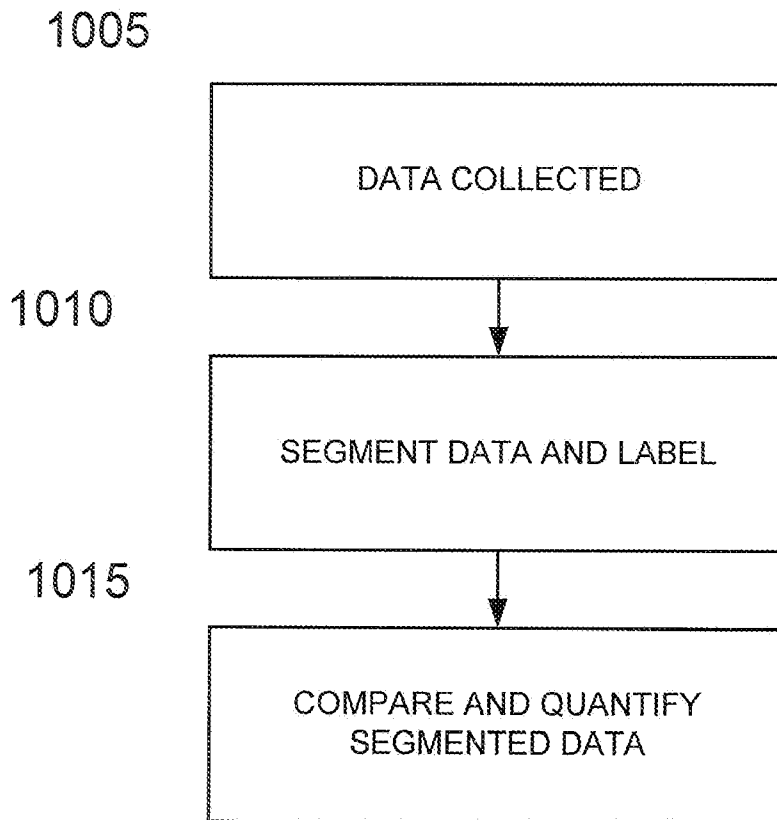 1005
DATA COLLECTED
1010
SEGMENT DATA AND LABEL
1015
COMPARE AND QUANTIFY
SEGMENTED DATA